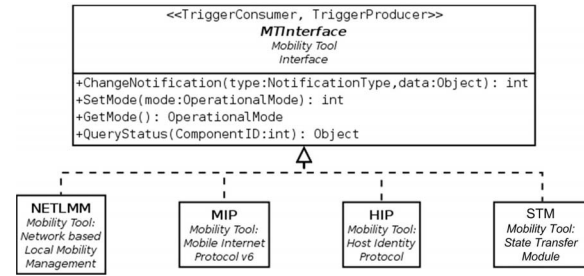 <<TriggerConsumer, TriggerProducer>>
MTInterface
Mobility Tool
Interface
+ChangeNotification(type:NotificationType,data:Object): int
+SetMode(mode:OperationalMode): int
+GetMode(): OperationalMode
+QueryStatus(ComponentID:int): Object
NETLMM
Mobility Tool:
Network based
Local Mobility
Management
MIP
Mobility Tool:
Mobile Internet
Protocol v6
HIP
Mobility Tool:
Host Identity
Protocol
STM
Mobility Tool:
State Transfer
Module